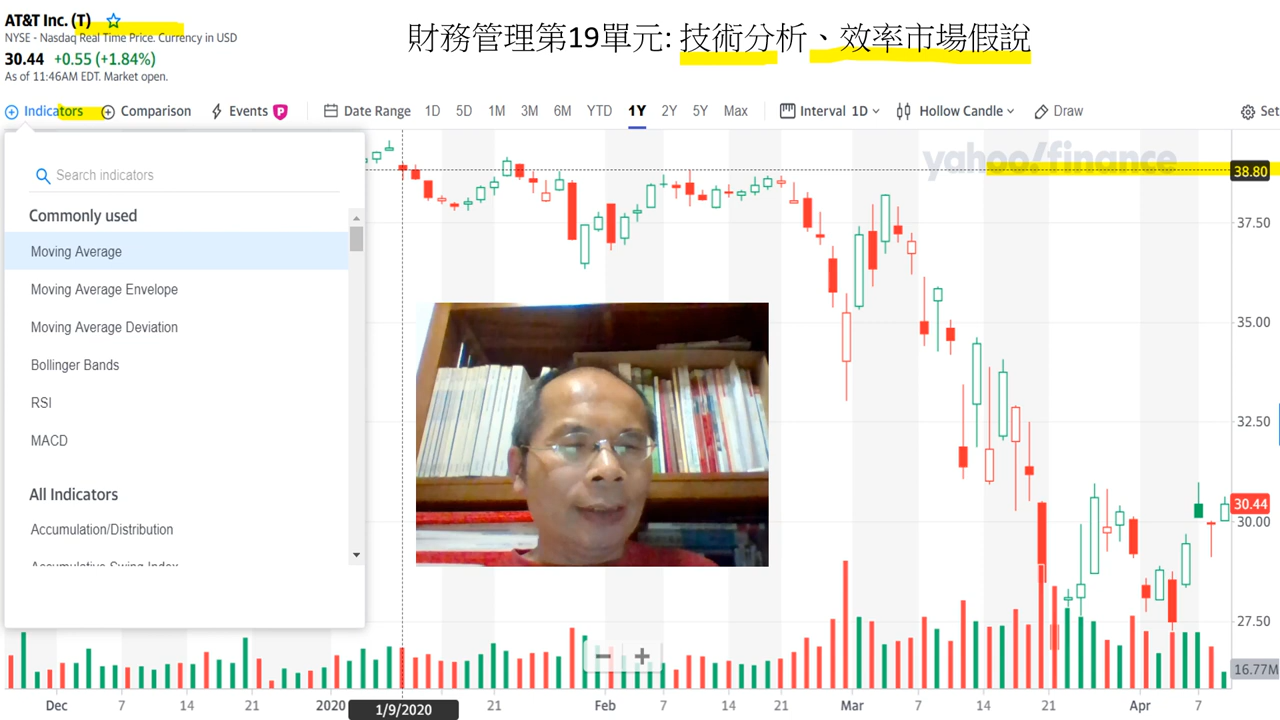 AT&T Inc. (T)
NYSE - Nasdaq Real Time Price. Currency in USD
30.44 +0.55 (+1.84%)
As of 11:46AM EDT. Market open.
財務管理第19單元: 技術分析、效率市場假說
Indicators Comparison Events P Date Range 1D 5D 1M 3M 6M YTD 1Y 2Y 5Y Max Interval 1D Hollow Candle Draw Set
Search indicators
Commonly used
Moving Average
Moving Average Envelope
Moving Average Deviation
Bollinger Bands
RSI
MACD
All Indicators
Accumulation/Distribution
Accumulative Swing Index
yahoo!finance
38.80
37.50
35.00
32.50
30.44
30.00
27.50
16.77M
Dec 7 14 21 2020 1/9/2020 21 Feb 7 14 21 Mar 7 14 21 Apr 7